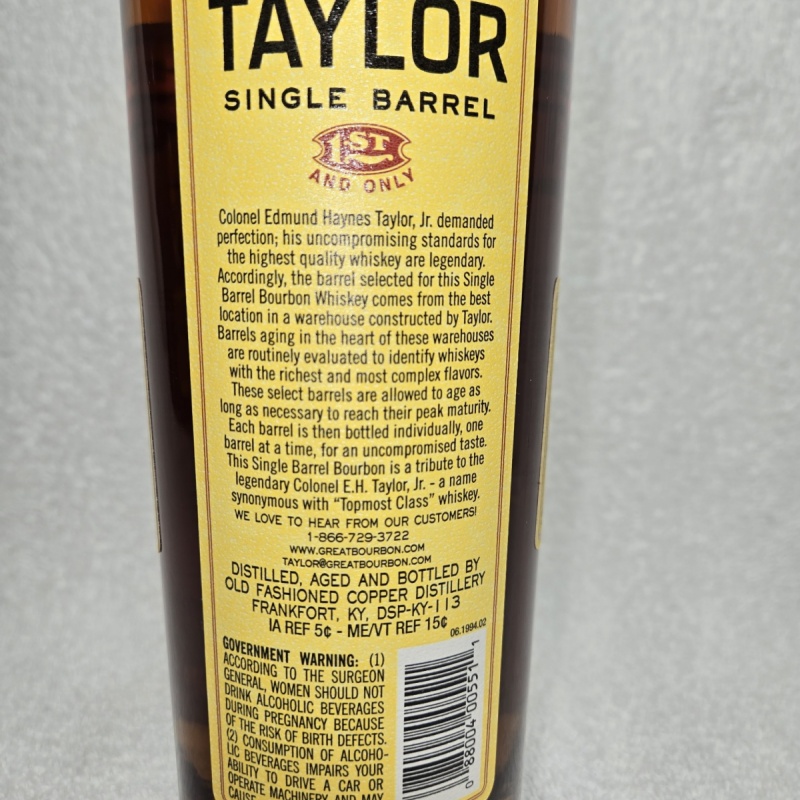 TAYLOR
SINGLE BARREL
1ST
AND ONLY
Colonel Edmund Haynes Taylor, Jr. demanded
perfection; his uncompromising standards for
the highest quality whiskey are legendary.
Accordingly, the barrel selected for this Single
Barrel Bourbon Whiskey comes from the best
location in a warehouse constructed by Taylor.
Barrels aging in the heart of these warehouses
are routinely evaluated to identify whiskeys
with the richest and most complex flavors.
These select barrels are allowed to age as
long as necessary to reach their peak maturity.
Each barrel is then bottled individually, one
barrel at a time, for an uncompromised taste.
This Single Barrel Bourbon is a tribute to the
legendary Colonel E.H. Taylor, Jr. - a name
synonymous with “Topmost Class” whiskey.
WE LOVE TO HEAR FROM OUR CUSTOMERS!
1-866-729-3722
WWW.GREATBOURBON.COM
TAYLOR@GREATBOURBON.COM
DISTILLED, AGED AND BOTTLED BY
OLD FASHIONED COPPER DISTILLERY
FRANKFORT, KY, DSP-KY-113
IA REF 5¢ - ME/VT REF 15¢
06.1994.02
GOVERNMENT WARNING: (1)
ACCORDING TO THE SURGEON
GENERAL, WOMEN SHOULD NOT
DRINK ALCOHOLIC BEVERAGES
DURING PREGNANCY BECAUSE
OF THE RISK OF BIRTH DEFECTS.
(2) CONSUMPTION OF ALCOHO-
LIC BEVERAGES IMPAIRS YOUR
ABILITY TO DRIVE A CAR OR
OPERATE MACHINERY AND MAY
CAUSE
0 88004 00551 1